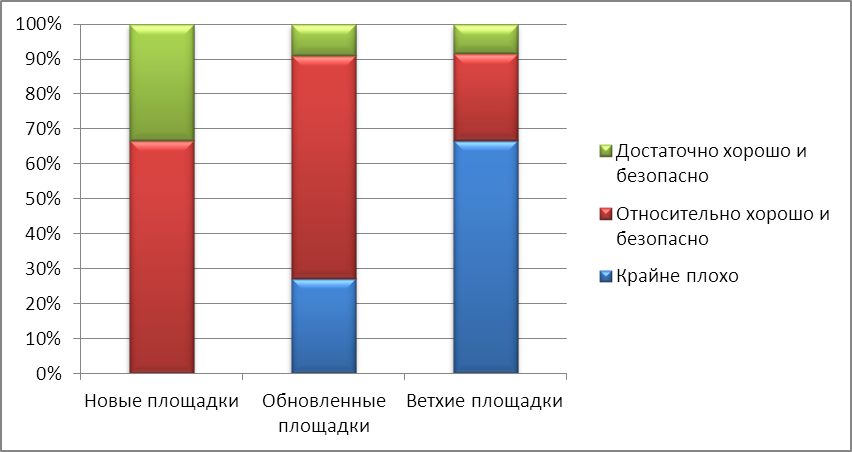 100%
90%
80%
70%
60%
50%
40%
30%
20%
10%
0%
Новые площадки
Обновленные
площадки
Ветхие площадки
Достаточно хорошо и
безопасно
Относительно хорошо и
безопасно
Крайне плохо